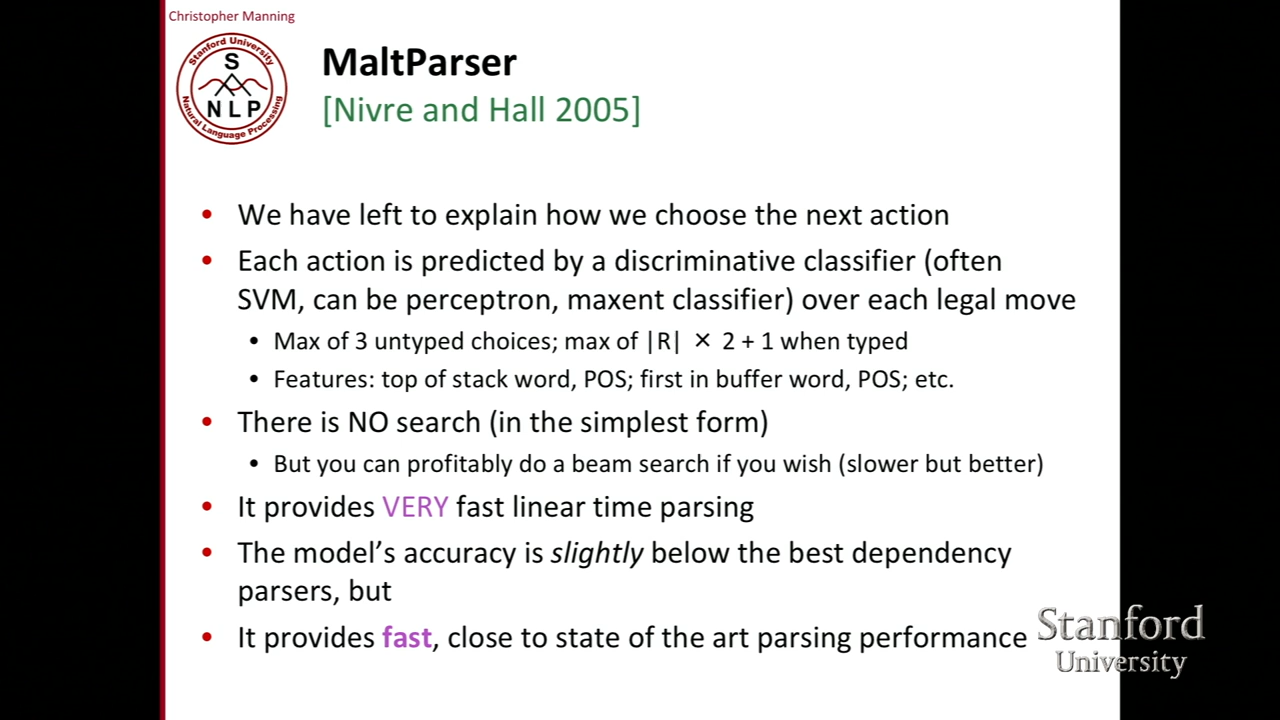 Christopher Manning
Stanford University
S
NLP
Natural Language Processing
MaltParser
[Nivre and Hall 2005]
• We have left to explain how we choose the next action
• Each action is predicted by a discriminative classifier (often
SVM, can be perceptron, maxent classifier) over each legal move
• Max of 3 untyped choices; max of |R| × 2 + 1 when typed
• Features: top of stack word, POS; first in buffer word, POS; etc.
• There is NO search (in the simplest form)
• But you can profitably do a beam search if you wish (slower but better)
• It provides VERY fast linear time parsing
• The model’s accuracy is slightly below the best dependency
parsers, but
• It provides fast, close to state of the art parsing performance
Stanford
University